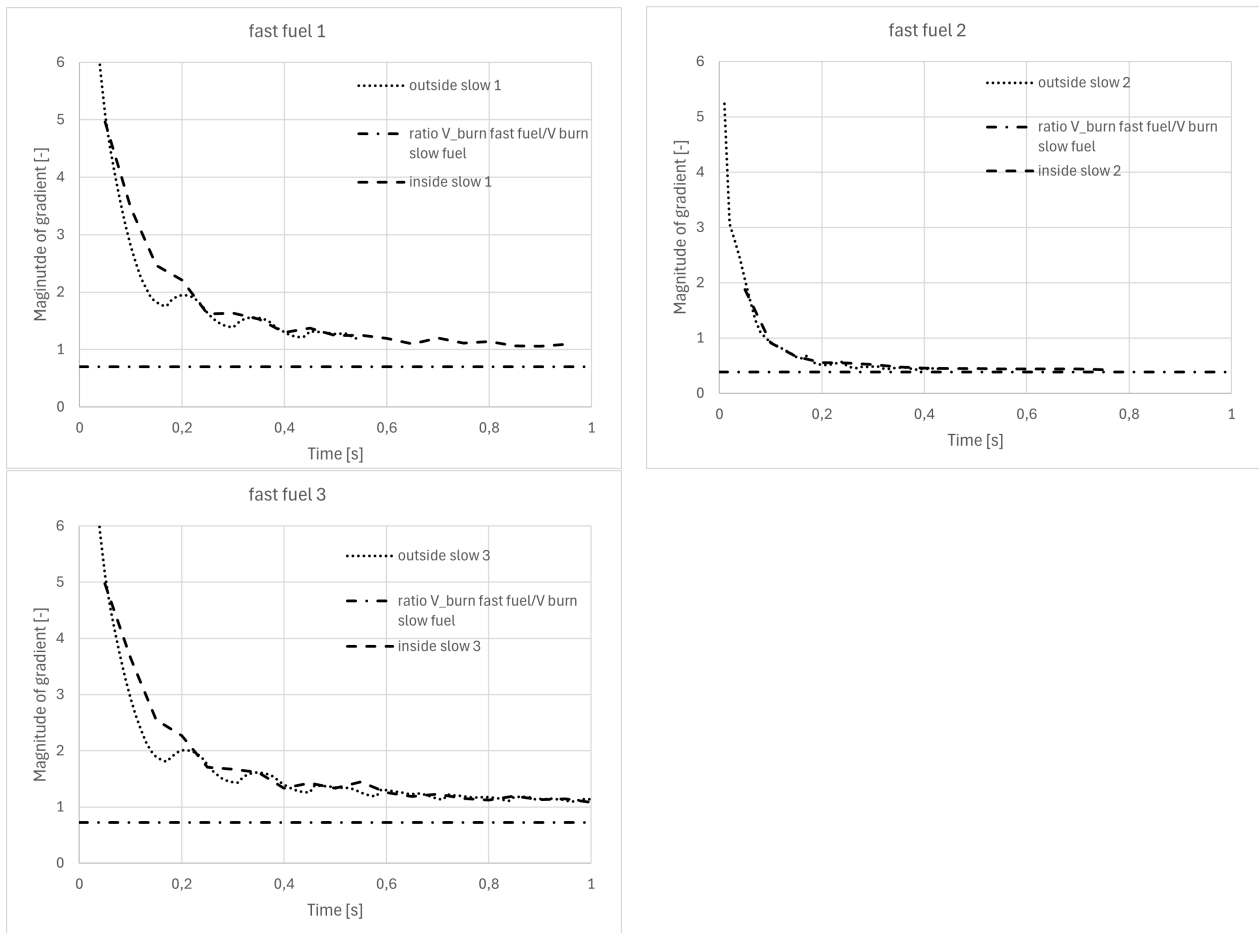 fast fuel 1
6
5
4
3
2
1
0
Maginutde of gradient [-]
outside slow 1
ratio V_burn fast fuel/V burn
slow fuel
inside slow 1
0
0,2
0,4
0,6
0,8
1
Time [s]
fast fuel 2
6
5
4
3
2
1
0
Magnitude of gradient [-]
outside slow 2
ratio V_burn fast fuel/V burn
slow fuel
inside slow 2
0
0,2
0,4
0,6
0,8
1
Time [s]
fast fuel 3
6
5
4
3
2
1
0
Magnitude of gradient [-]
outside slow 3
ratio V_burn fast fuel/V burn
slow fuel
inside slow 3
0
0,2
0,4
0,6
0,8
1
Time [s]